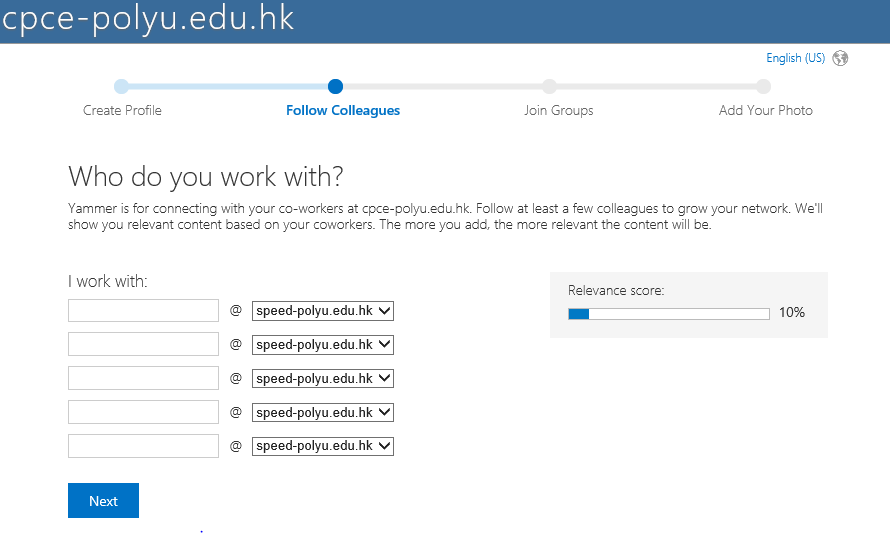 cpce-polyu.edu.hk
English (US)
Create Profile
Follow Colleagues
Join Groups
Add Your Photo
Who do you work with?
Yammer is for connecting with your co-workers at cpce-polyu.edu.hk. Follow at least a few colleagues to grow your network. We'll
show you relevant content based on your coworkers. The more you add, the more relevant the content will be.
I work with:
@ speed-polyu.edu.hk
@ speed-polyu.edu.hk
@ speed-polyu.edu.hk
@ speed-polyu.edu.hk
@ speed-polyu.edu.hk
Relevance score:
10%
Next